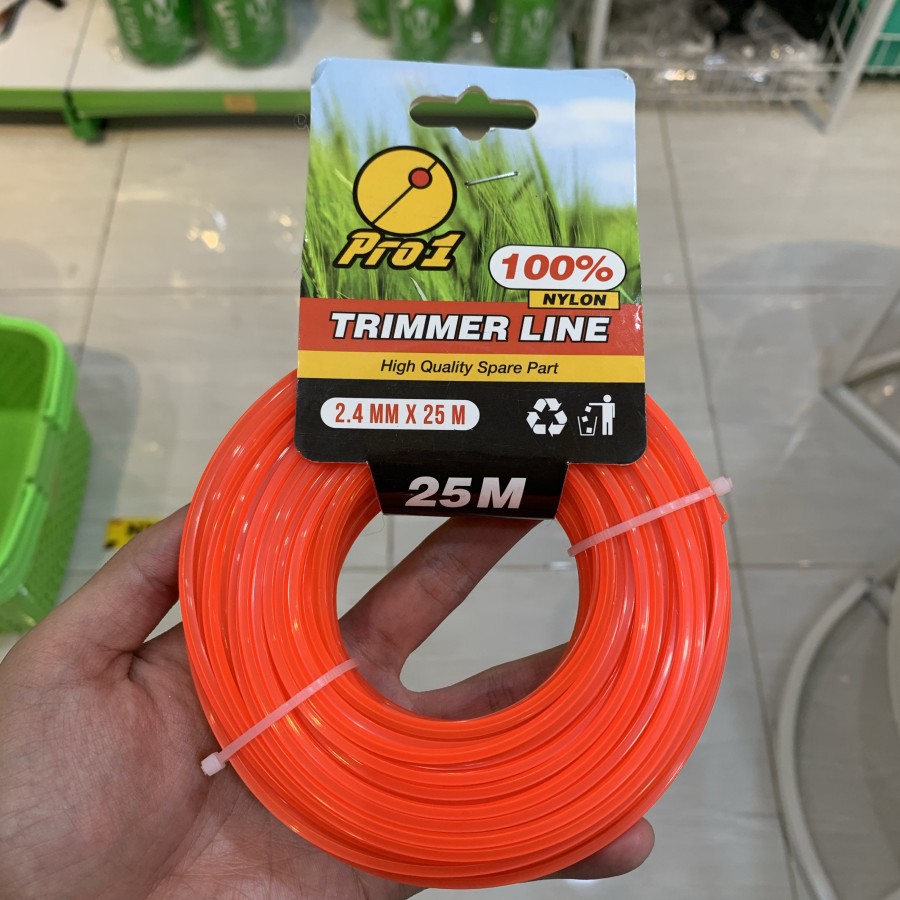 Pro1
100%
NYLON
TRIMMER LINE
High Quality Spare Part
2.4 MM X 25 M
25M